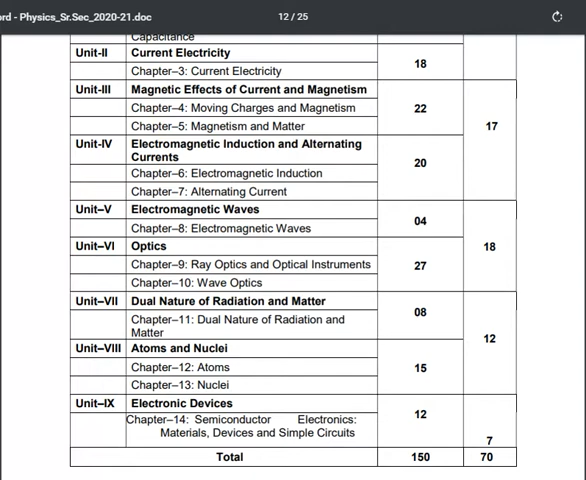 ord - Physics_Sr.Sec_2020-21.doc
12 / 25
Capacitance
Unit-II Current Electricity
Chapter–3: Current Electricity
18
Unit-III Magnetic Effects of Current and Magnetism
Chapter–4: Moving Charges and Magnetism
22
Chapter–5: Magnetism and Matter
17
Unit-IV Electromagnetic Induction and Alternating
Currents
20
Chapter–6: Electromagnetic Induction
Chapter–7: Alternating Current
Unit–V Electromagnetic Waves
04
Chapter–8: Electromagnetic Waves
18
Unit–VI Optics
Chapter–9: Ray Optics and Optical Instruments
27
Chapter–10: Wave Optics
Unit–VII Dual Nature of Radiation and Matter
08
Chapter–11: Dual Nature of Radiation and
Matter
12
Unit–VIII Atoms and Nuclei
Chapter–12: Atoms
15
Chapter–13: Nuclei
Unit–IX Electronic Devices
12
Chapter–14: Semiconductor Electronics:
Materials, Devices and Simple Circuits
7
Total 150 70